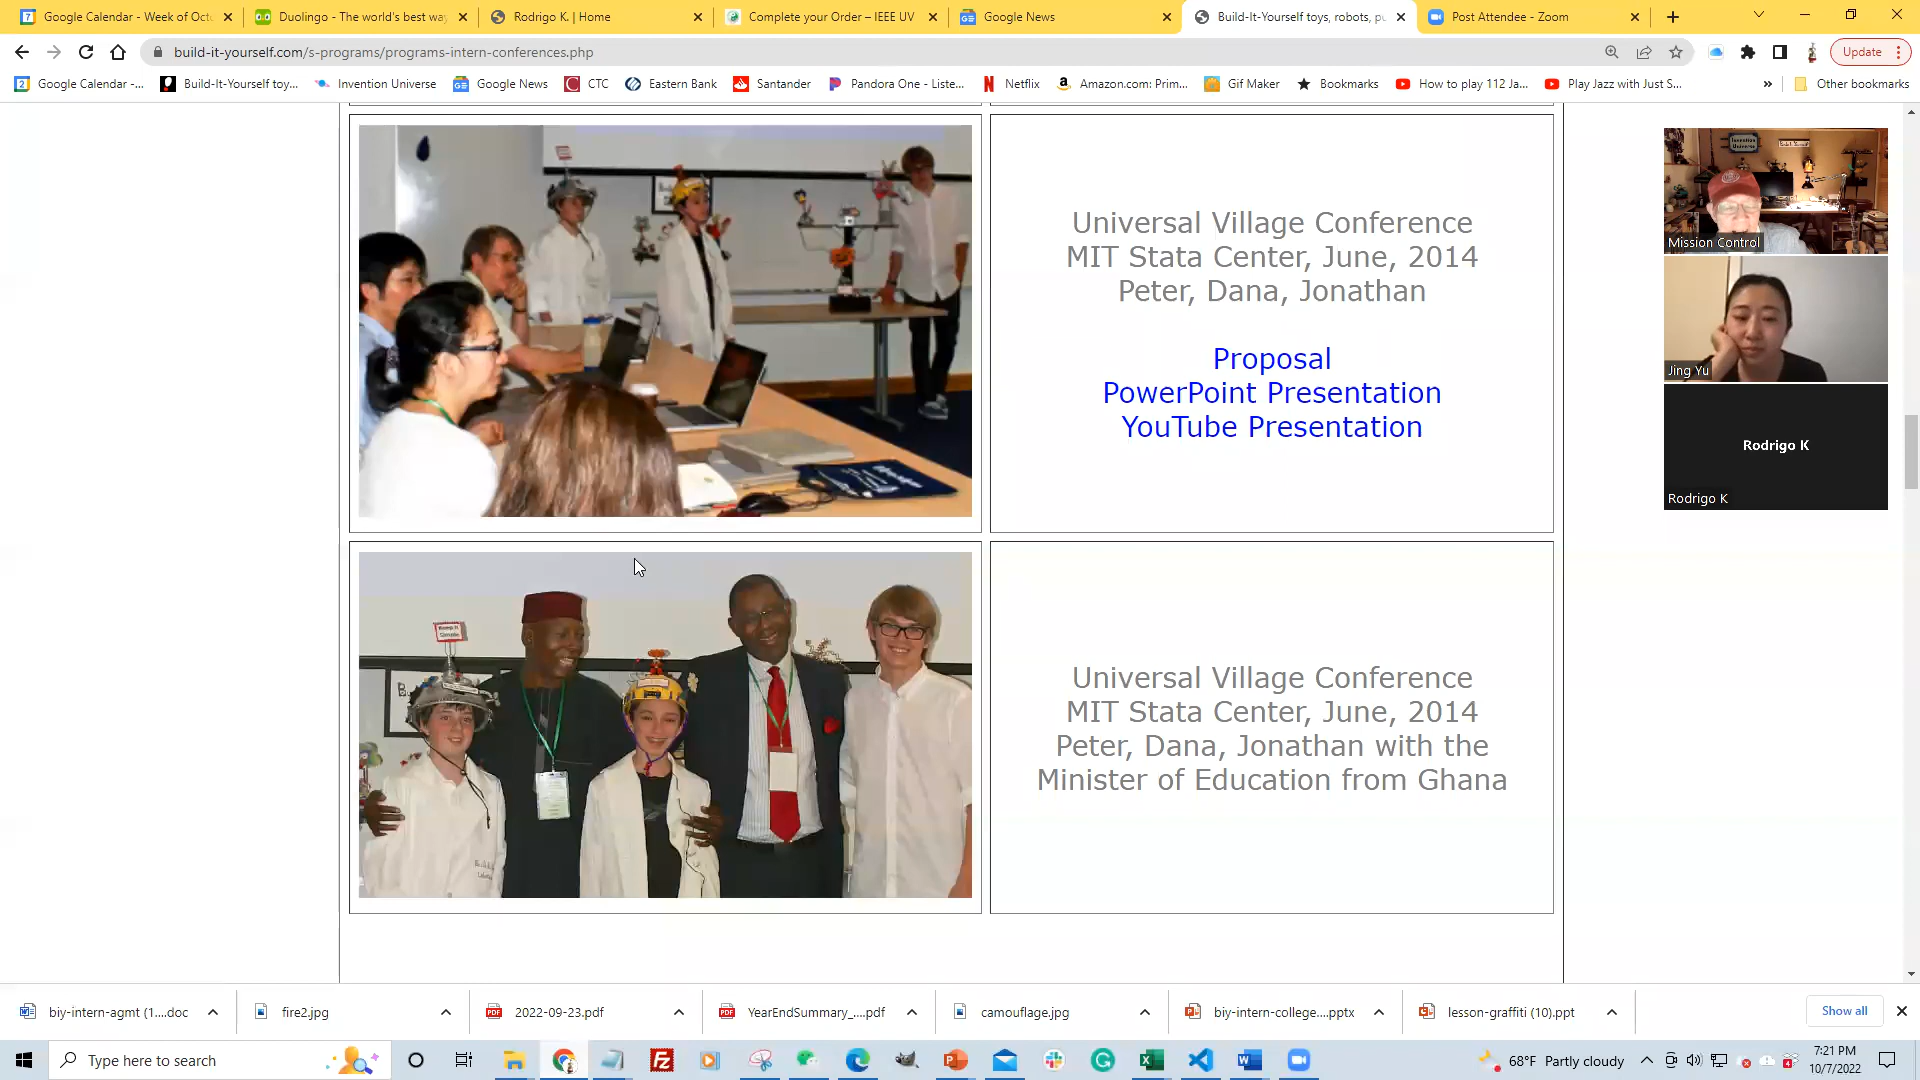 Google Calendar - Week of Octo
Duolingo - The world's best way
Rodrigo K. | Home
Complete your Order – IEEE UV
Google News
Build-It-Yourself toys, robots, pu
Post Attendee - Zoom
build-it-yourself.com/s-programs/programs-intern-conferences.php
Update
Google Calendar -...
Build-It-Yourself toy...
Invention Universe
Google News
CTC
Eastern Bank
Santander
Pandora One - Liste...
Netflix
Amazon.com: Prim...
Gif Maker
Bookmarks
How to play 112 Ja...
Play Jazz with Just S...
»
Other bookmarks
Universal Village Conference
MIT Stata Center, June, 2014
Peter, Dana, Jonathan
Proposal
PowerPoint Presentation
YouTube Presentation
Universal Village Conference
MIT Stata Center, June, 2014
Peter, Dana, Jonathan with the
Minister of Education from Ghana
Mission Control
Jing Yu
Rodrigo K
Rodrigo K
biy-intern-agmt (1....doc
fire2.jpg
2022-09-23.pdf
YearEndSummary_....pdf
camouflage.jpg
biy-intern-college....pptx
lesson-graffiti (10).ppt
Show all
Type here to search
68°F Partly cloudy
7:21 PM
10/7/2022